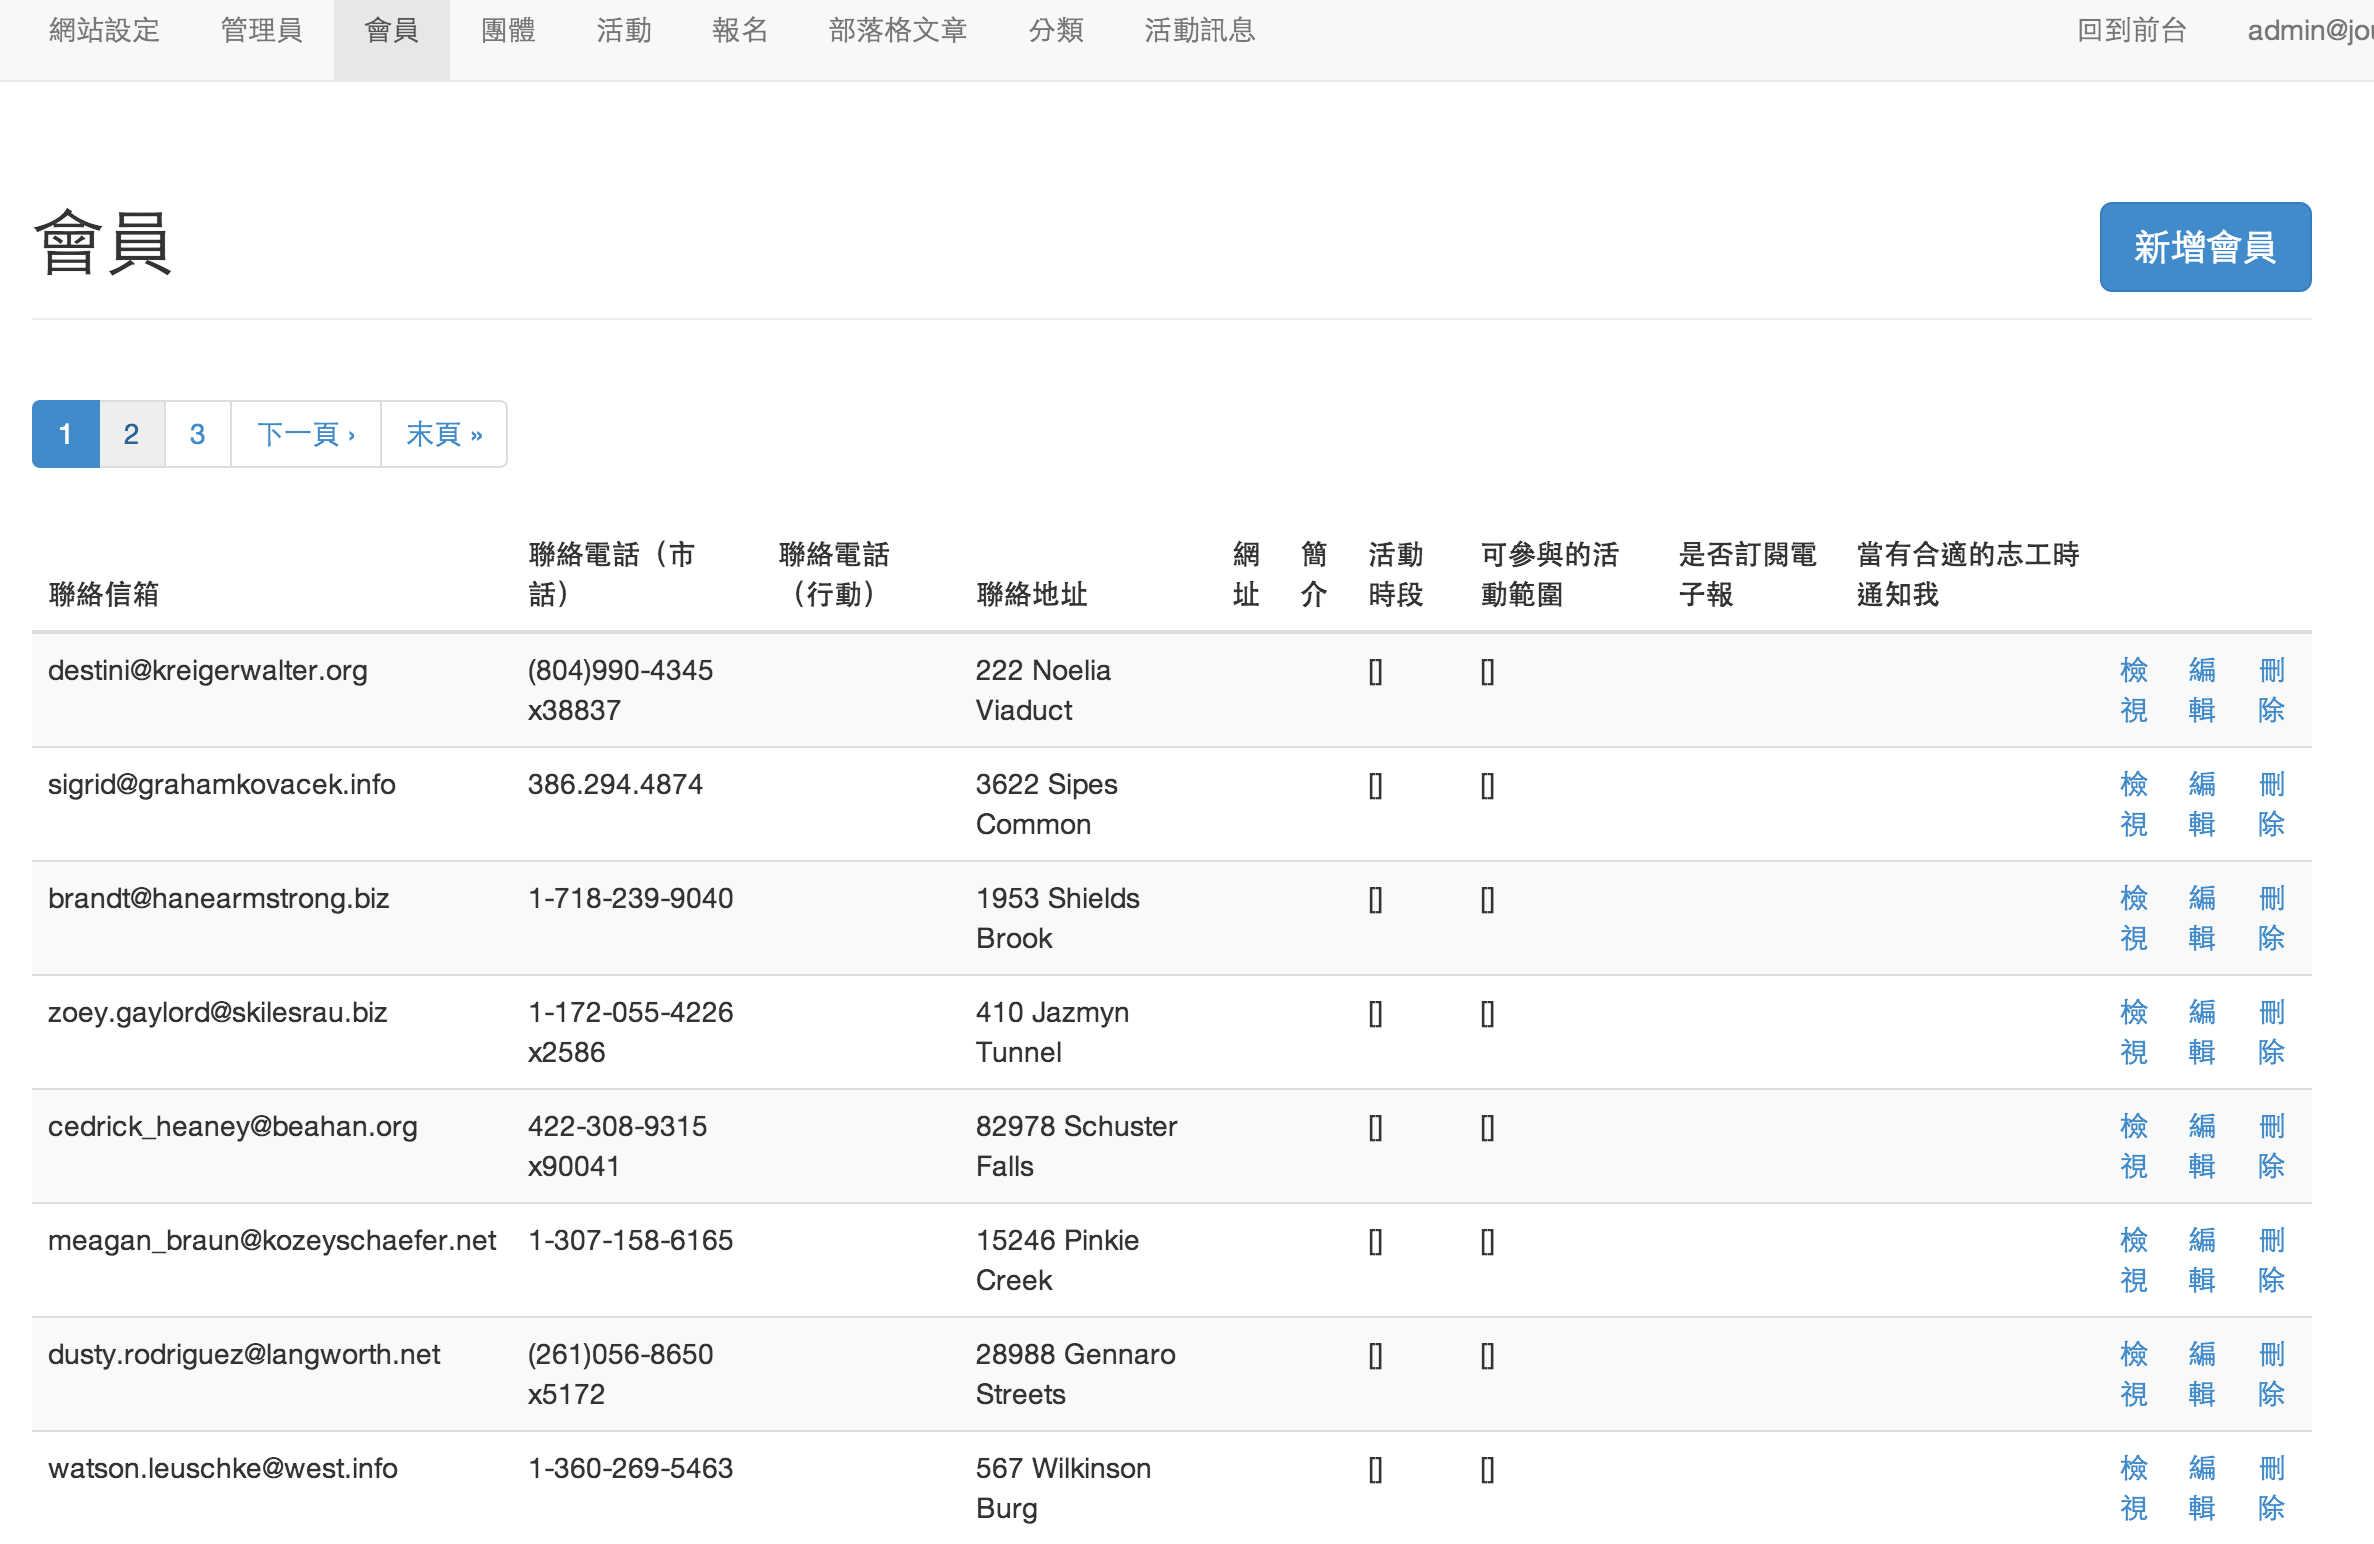 網站設定 管理員 會員 團體 活動 報名 部落格文章 分類 活動訊息 回到前台 admin@jou
會員 新增會員
1 2 3 下一頁 › 末頁 »
聯絡電話（市 聯絡電話 網 簡 活動 可參與的活 是否訂閱電 當有合適的志工時
聯絡信箱 話） （行動） 聯絡地址 址 介 時段 動範圍 子報 通知我
destini@kreigerwalter.org (804)990-4345 222 Noelia [] [] 檢 編 刪
x38837 Viaduct 視 輯 除
sigrid@grahamkovacek.info 386.294.4874 3622 Sipes [] [] 檢 編 刪
Common 視 輯 除
brandt@hanearmstrong.biz 1-718-239-9040 1953 Shields [] [] 檢 編 刪
Brook 視 輯 除
zoey.gaylord@skilesrau.biz 1-172-055-4226 410 Jazmyn [] [] 檢 編 刪
x2586 Tunnel 視 輯 除
cedrick_heaney@beahan.org 422-308-9315 82978 Schuster [] [] 檢 編 刪
x90041 Falls 視 輯 除
meagan_braun@kozeyschaefer.net 1-307-158-6165 15246 Pinkie [] [] 檢 編 刪
Creek 視 輯 除
dusty.rodriguez@langworth.net (261)056-8650 28988 Gennaro [] [] 檢 編 刪
x5172 Streets 視 輯 除
watson.leuschke@west.info 1-360-269-5463 567 Wilkinson [] [] 檢 編 刪
Burg 視 輯 除